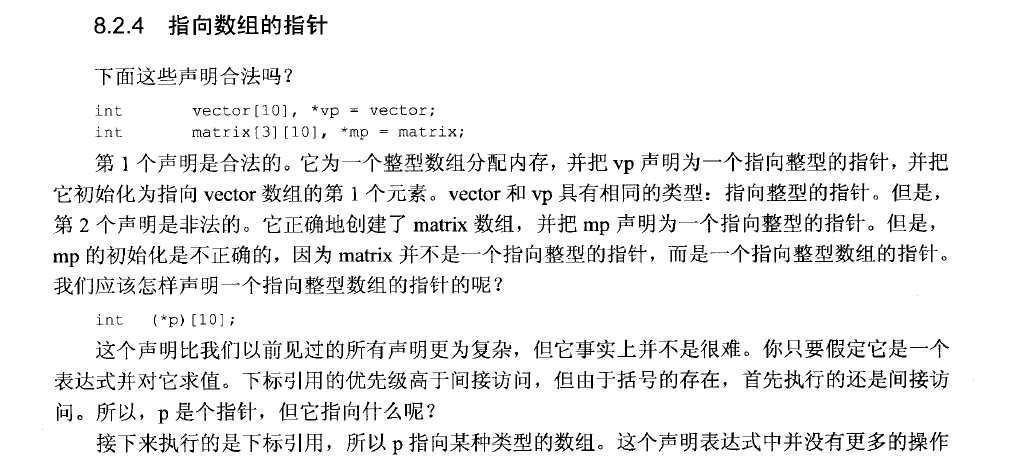 8.2.4 指向数组的指针
下面这些声明合法吗？
int vector[10], *vp = vector;
int matrix[3][10], *mp = matrix;
第 1 个声明是合法的。它为一个整型数组分配内存，并把 vp 声明为一个指向整型的指针，并把
它初始化为指向 vector 数组的第 1 个元素。vector 和 vp 具有相同的类型：指向整型的指针。但是，
第 2 个声明是非法的。它正确地创建了 matrix 数组，并把 mp 声明为一个指向整型的指针。但是，
mp 的初始化是不正确的，因为 matrix 并不是一个指向整型的指针，而是一个指向整型数组的指针。
我们应该怎样声明一个指向整型数组的指针的呢？
int (*p)[10];
这个声明比我们以前见过的所有声明更为复杂，但它事实上并不是很难。你只要假定它是一个
表达式并对它求值。下标引用的优先级高于间接访问，但由于括号的存在，首先执行的还是间接访
问。所以，p 是个指针，但它指向什么呢？
接下来执行的是下标引用，所以 p 指向某种类型的数组。这个声明表达式中并没有更多的操作